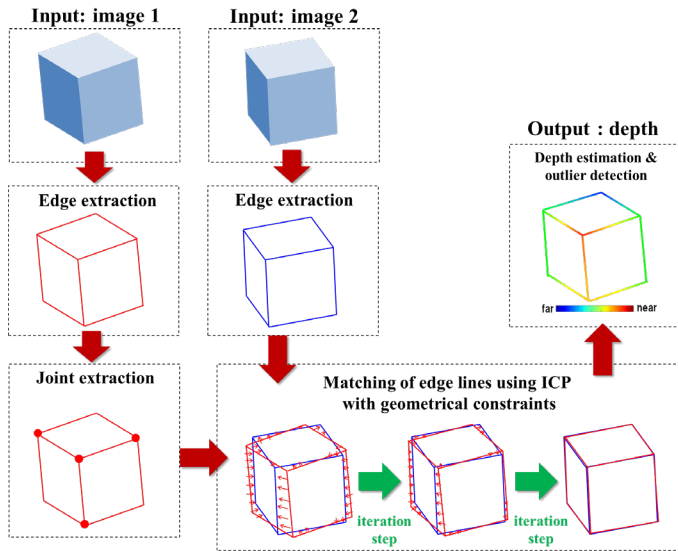 Input: image 1
Input: image 2
Edge extraction
Edge extraction
Output : depth
Depth estimation &
outlier detection
far
near
Joint extraction
Matching of edge lines using ICP
with geometrical constraints
iteration
step
iteration
step